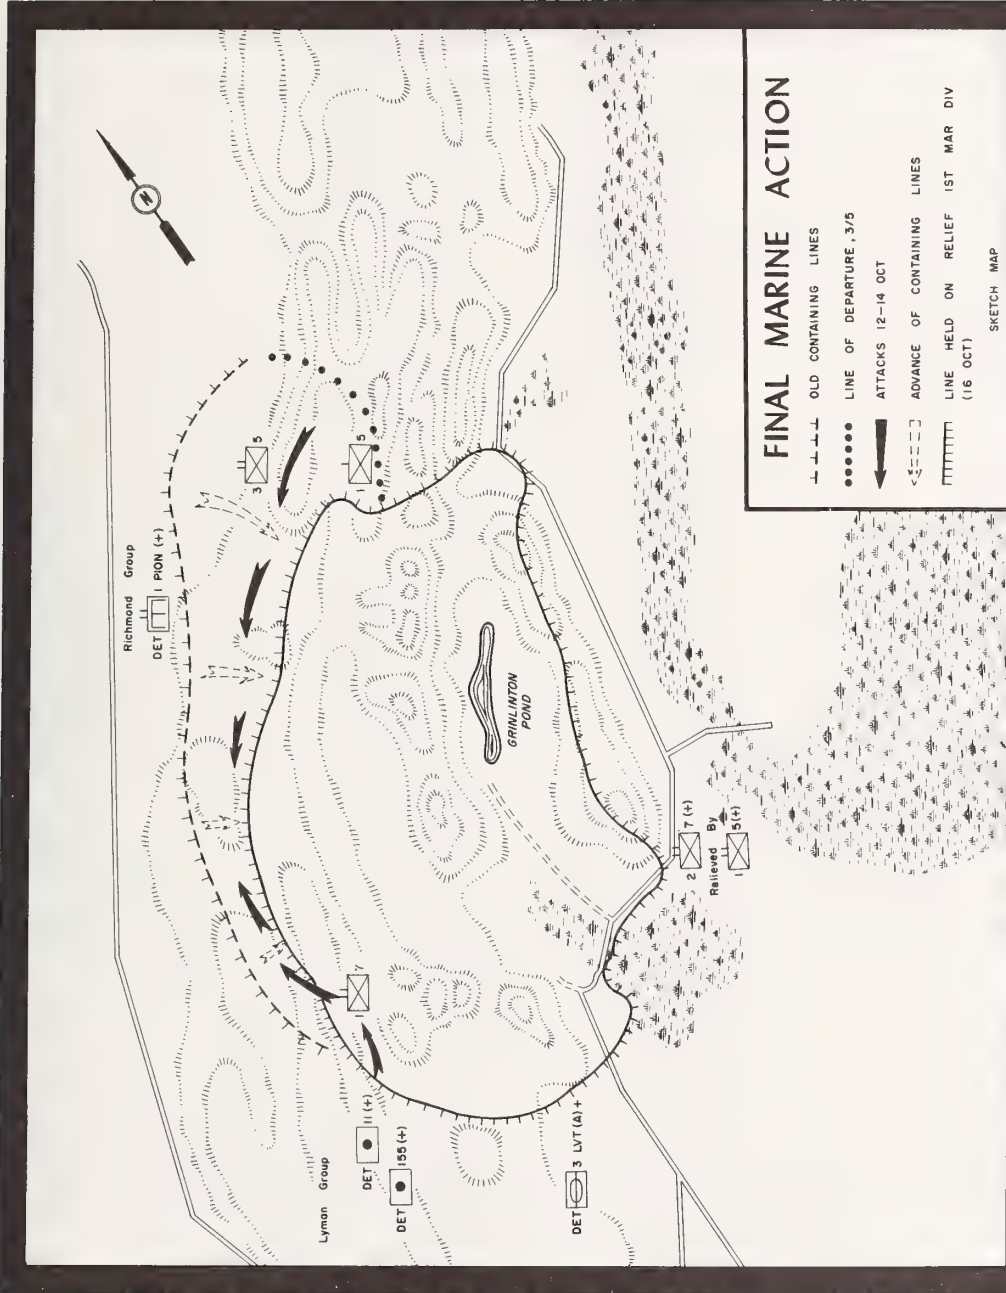 FINAL MARINE ACTION
OLD CONTAINING LINES
LINE OF DEPARTURE, 3/5
ATTACKS 12–14 OCT
ADVANCE OF CONTAINING LINES
LINE HELD ON RELIEF 1ST MAR DIV
(16 OCT)
SKETCH MAP
N
Richmond Group
DET 1 PION (+)
3 5
1 5
GRINLINTON
POND
2 7 (+)
Relieved By
1 5 (+)
1 7
Lyman Group
DET 11 (+)
DET 155 (+)
DET 3 LVT (A) +